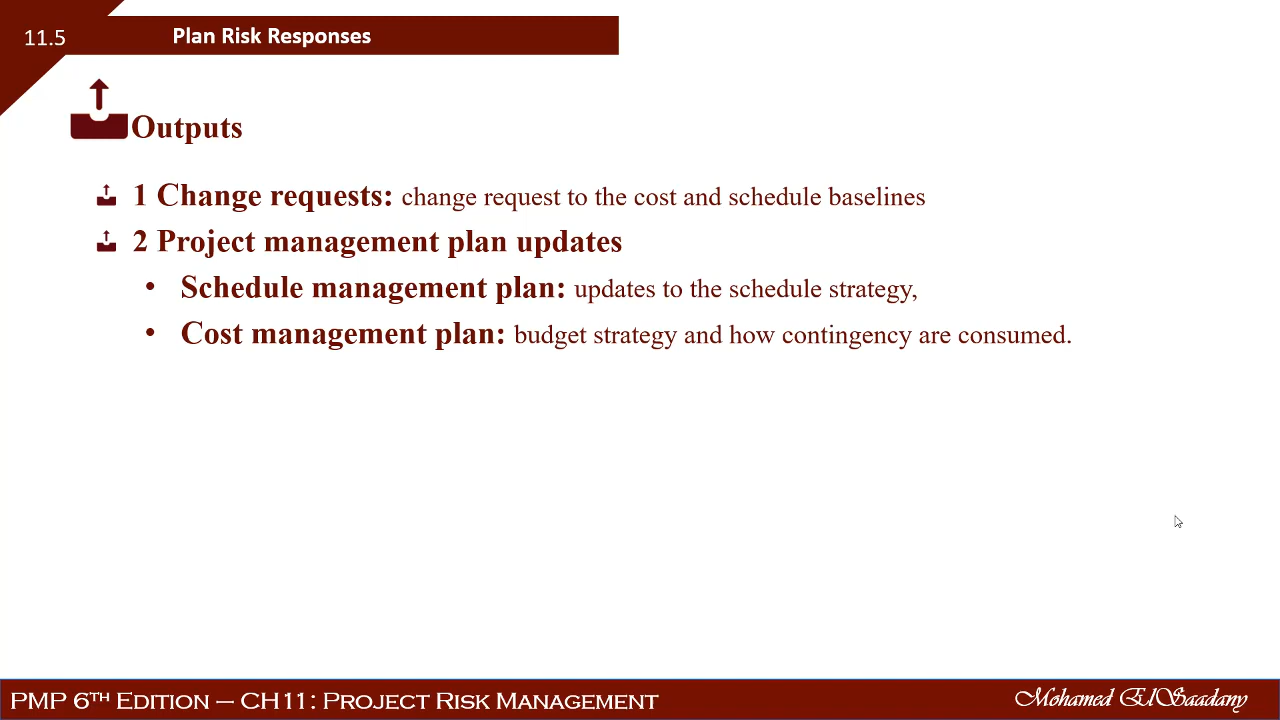 11.5
Plan Risk Responses
Outputs
1 Change requests: change request to the cost and schedule baselines
2 Project management plan updates
• Schedule management plan: updates to the schedule strategy,
• Cost management plan: budget strategy and how contingency are consumed.
PMP 6TH Edition – CH11: Project Risk Management
Mohamed ElSaadany